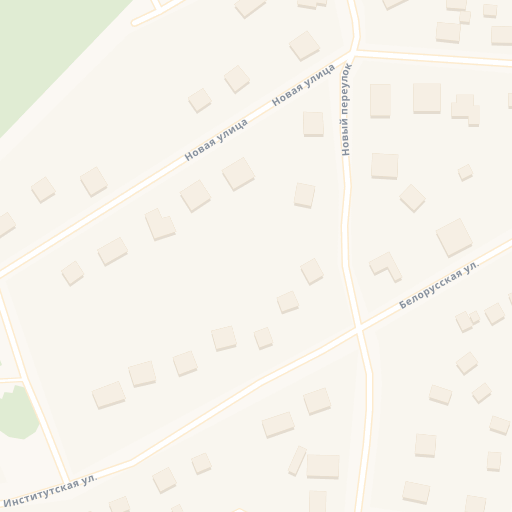 Новая улица
Новая улица
Новый переулок
Белорусская ул.
Институтская ул.